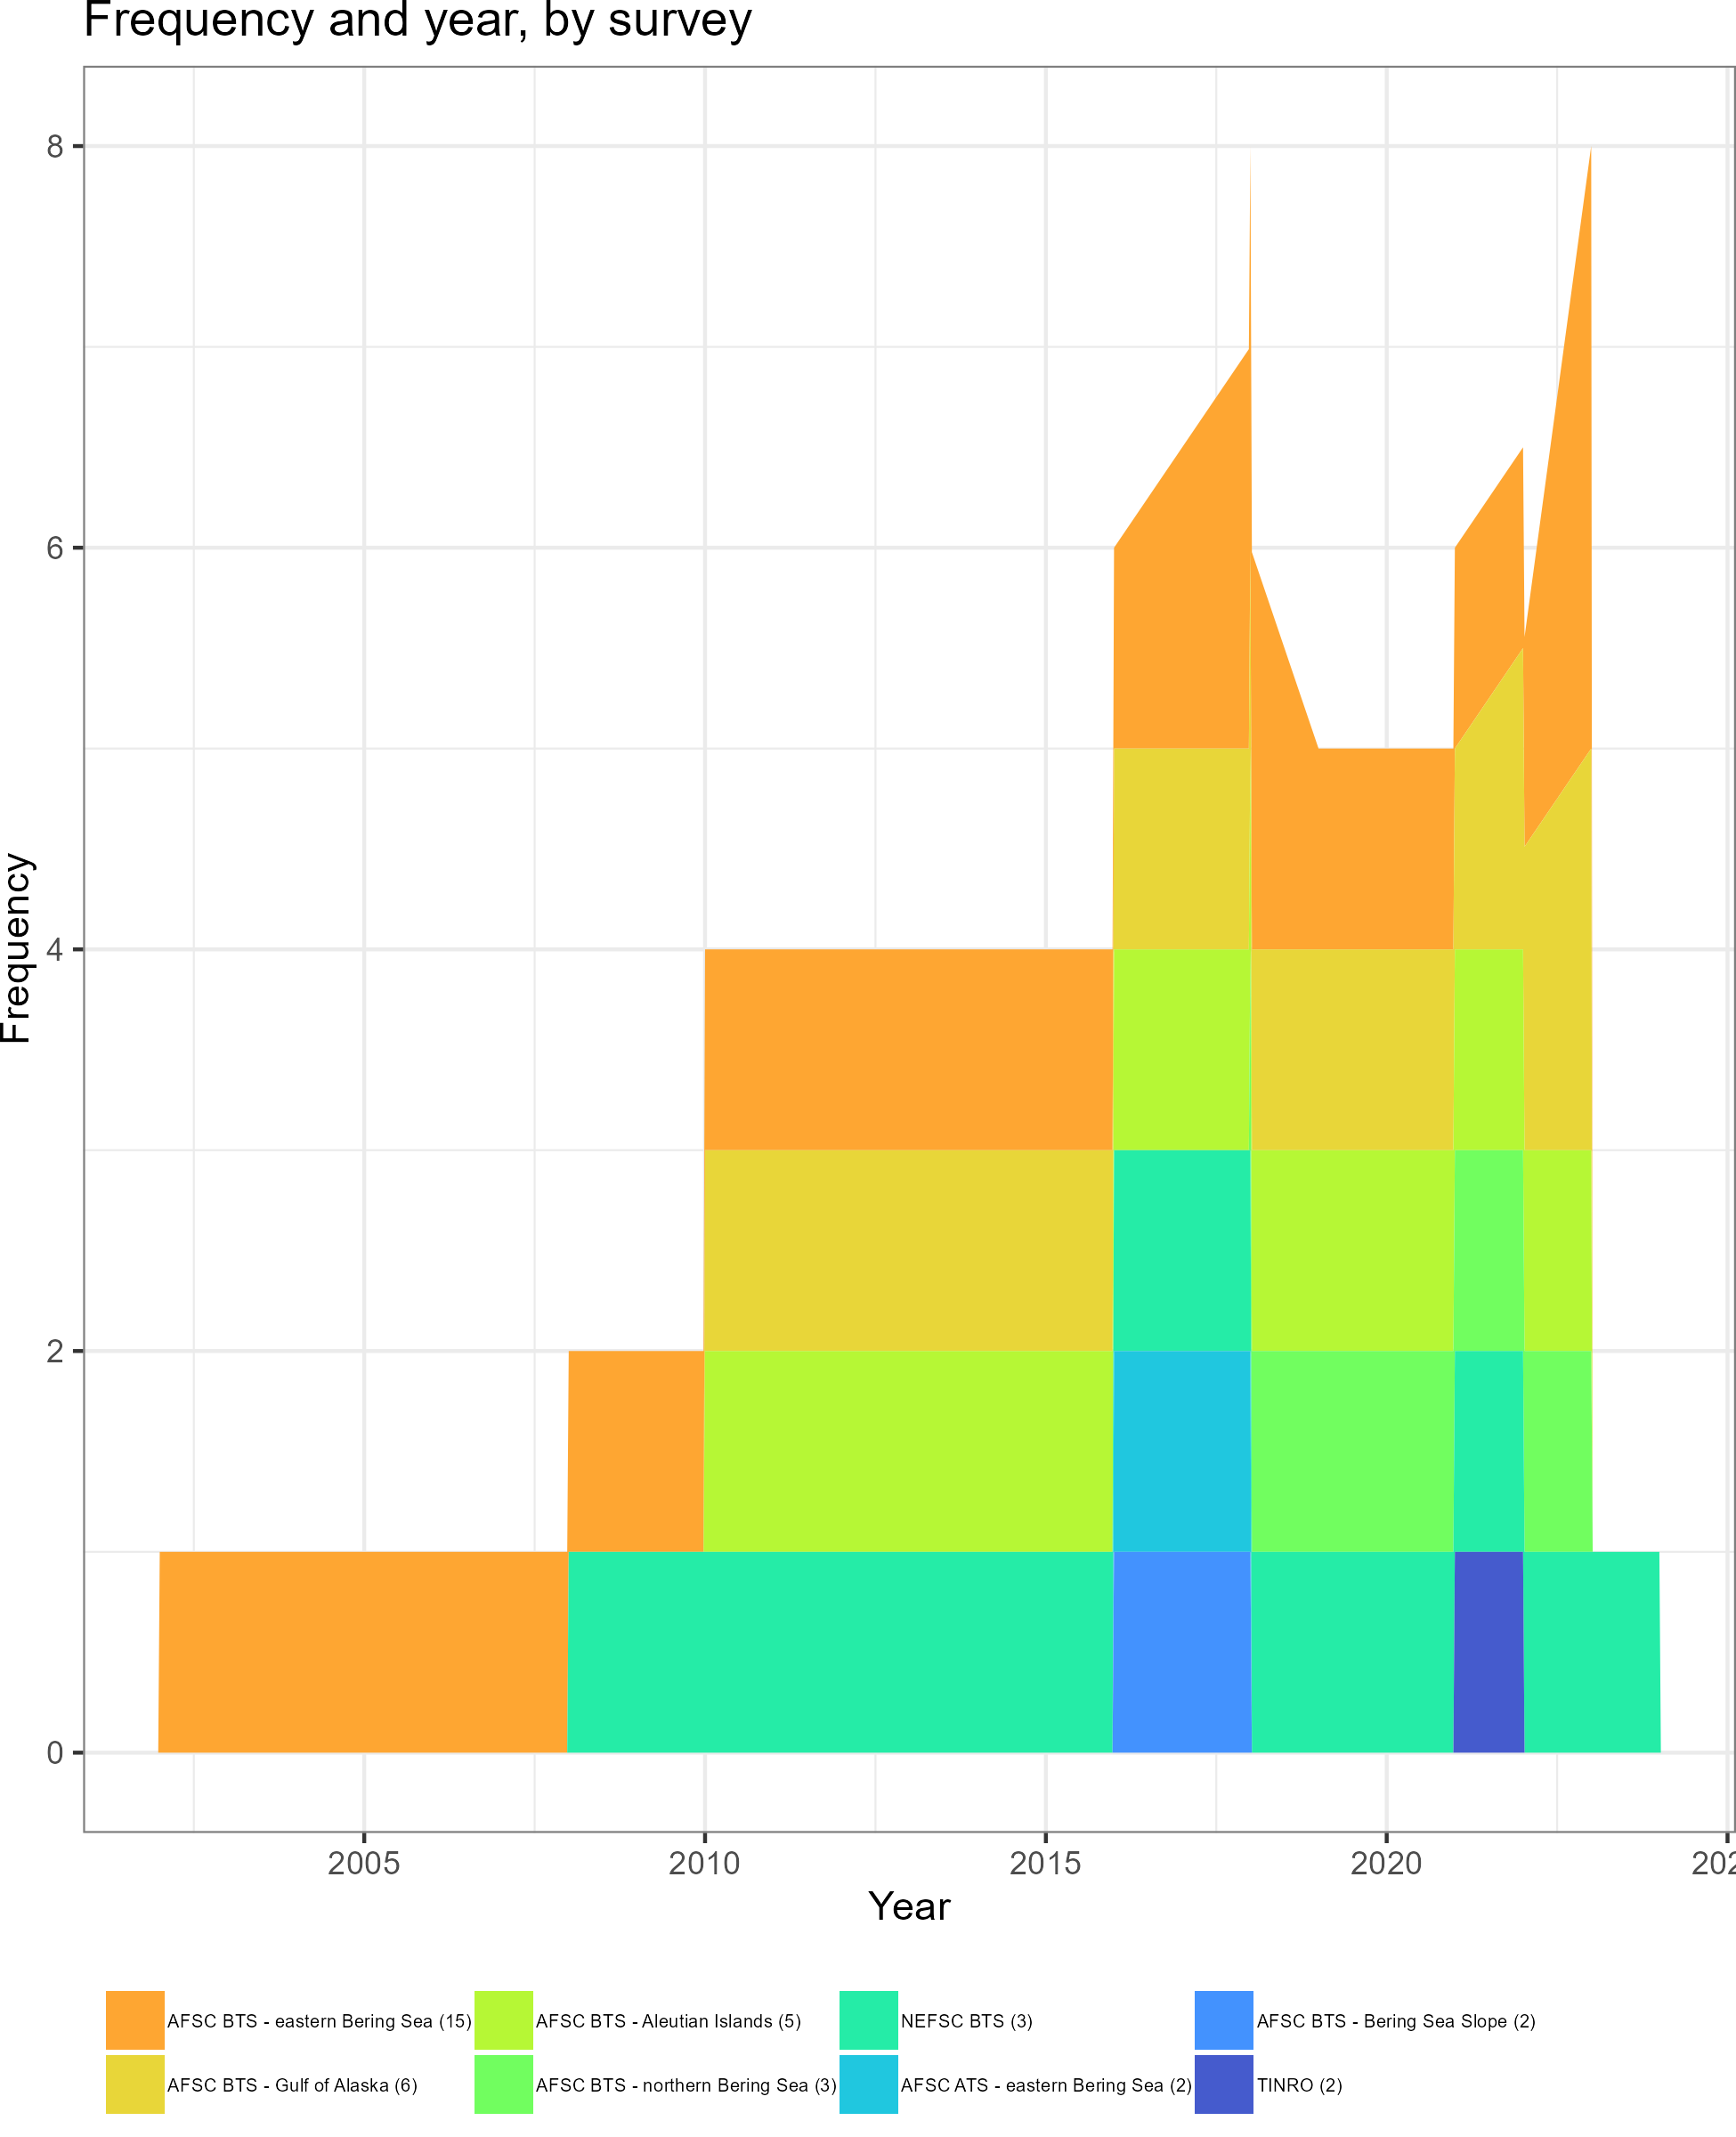 Frequency and year, by survey
8
6
4
2
0
Frequency
2005 2010 2015 2020 202
Year
AFSC BTS - eastern Bering Sea (15) AFSC BTS - Aleutian Islands (5) NEFSC BTS (3) AFSC BTS - Bering Sea Slope (2)
AFSC BTS - Gulf of Alaska (6) AFSC BTS - northern Bering Sea (3) AFSC ATS - eastern Bering Sea (2) TINRO (2)